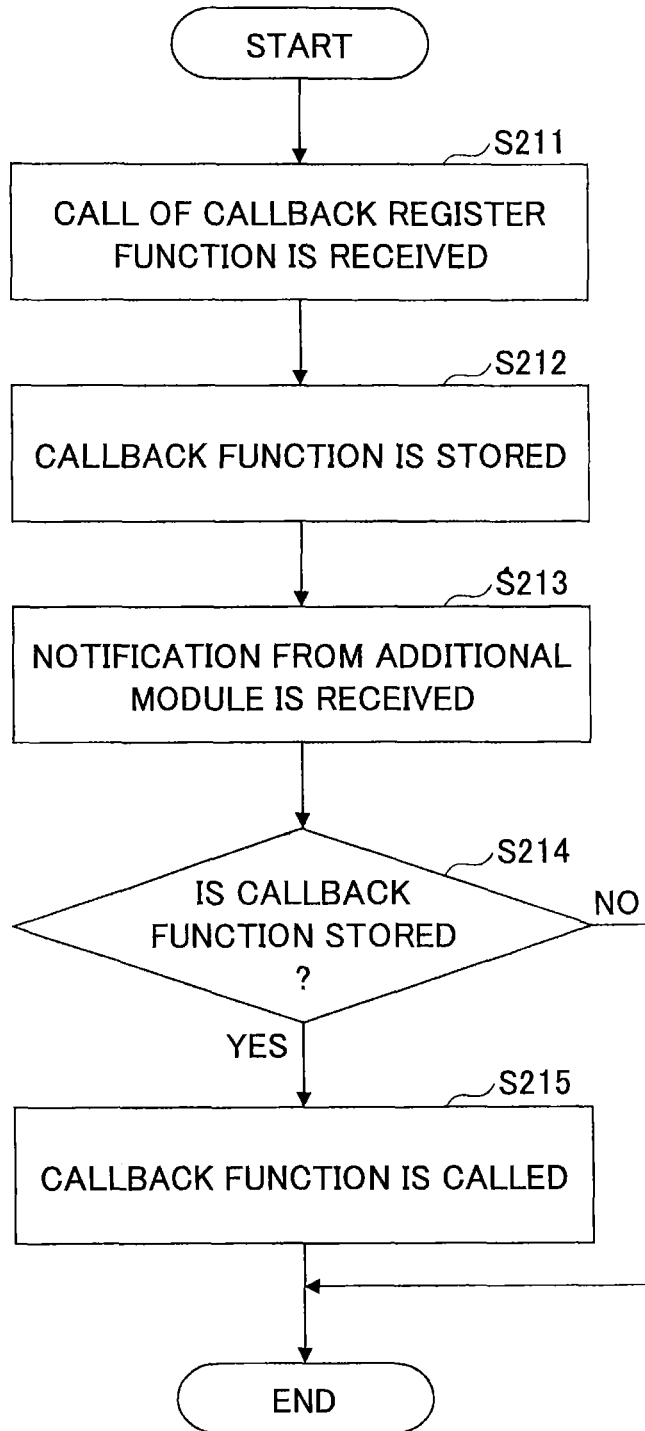 START
S211
CALL OF CALLBACK REGISTER
FUNCTION IS RECEIVED
S212
CALLBACK FUNCTION IS STORED
S213
NOTIFICATION FROM ADDITIONAL
MODULE IS RECEIVED
S214
IS CALLBACK
FUNCTION STORED
?
NO
YES
S215
CALLBACK FUNCTION IS CALLED
END